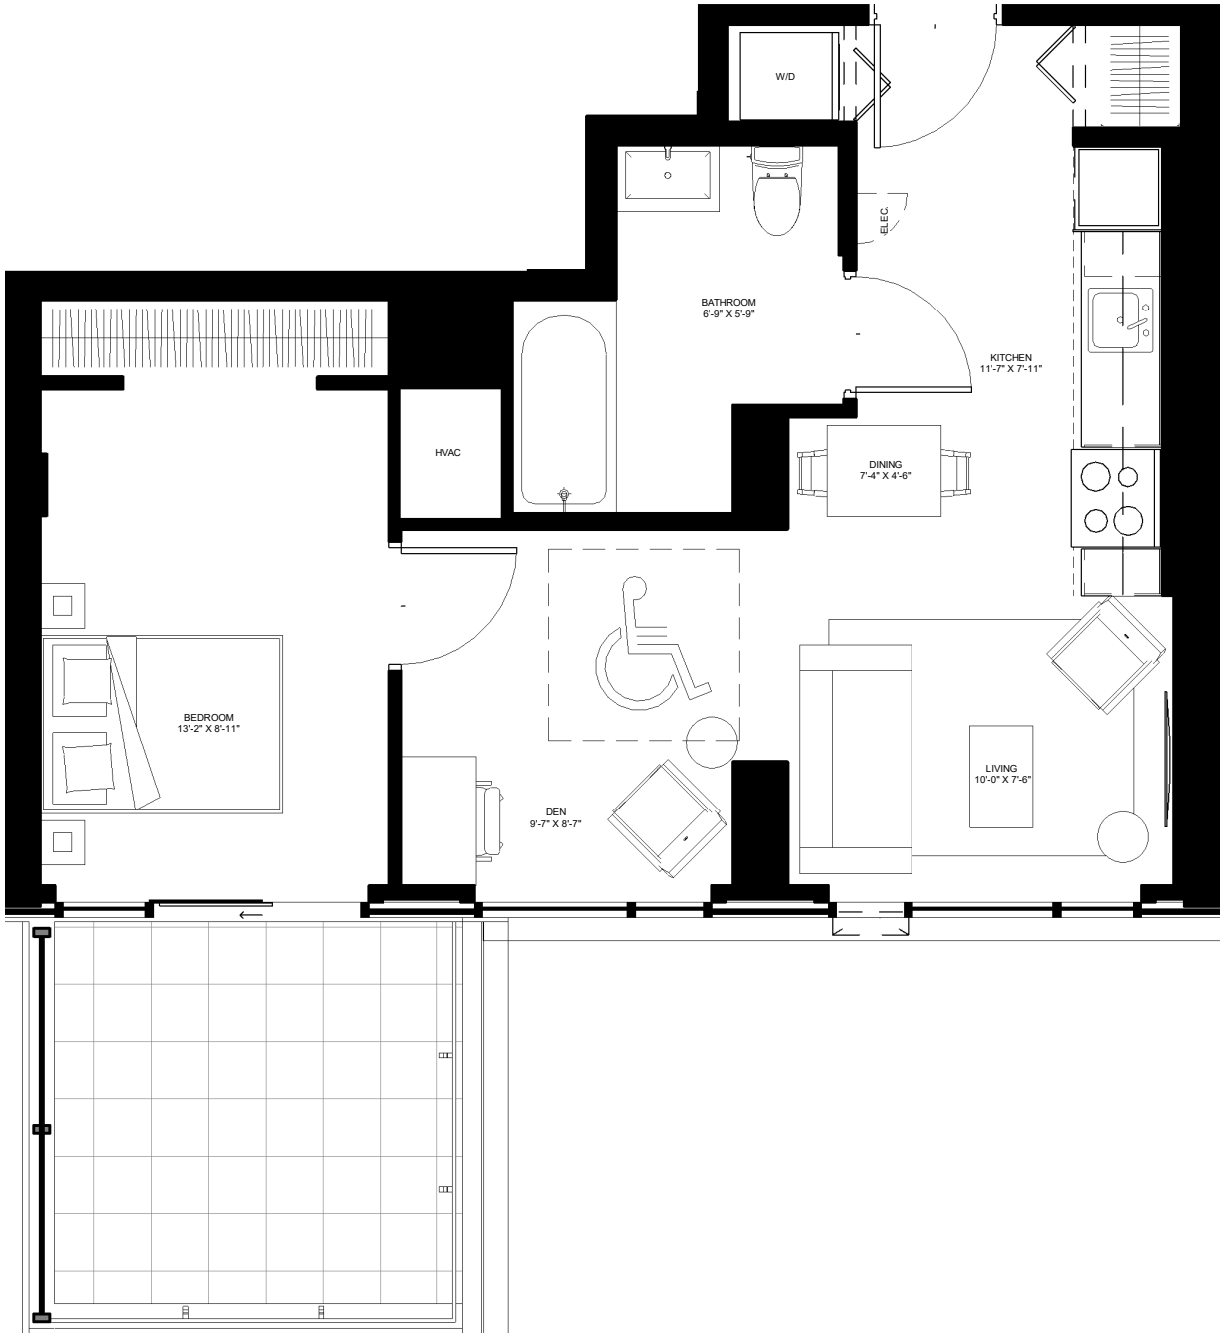 W/D
ELEC.
BATHROOM
6'-9" X 5'-9"
KITCHEN
11'-7" X 7'-11"
HVAC
DINING
7'-4" X 4'-6"
BEDROOM
13'-2" X 8'-11"
LIVING
10'-0" X 7'-6"
DEN
9'-7" X 8'-7"